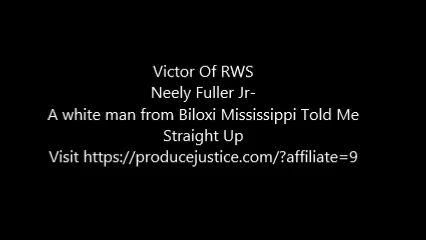 Victor Of RWS
Neely Fuller Jr-
A white man from Biloxi Mississippi Told Me
Straight Up
Visit https://producejustice.com/?affiliate=9